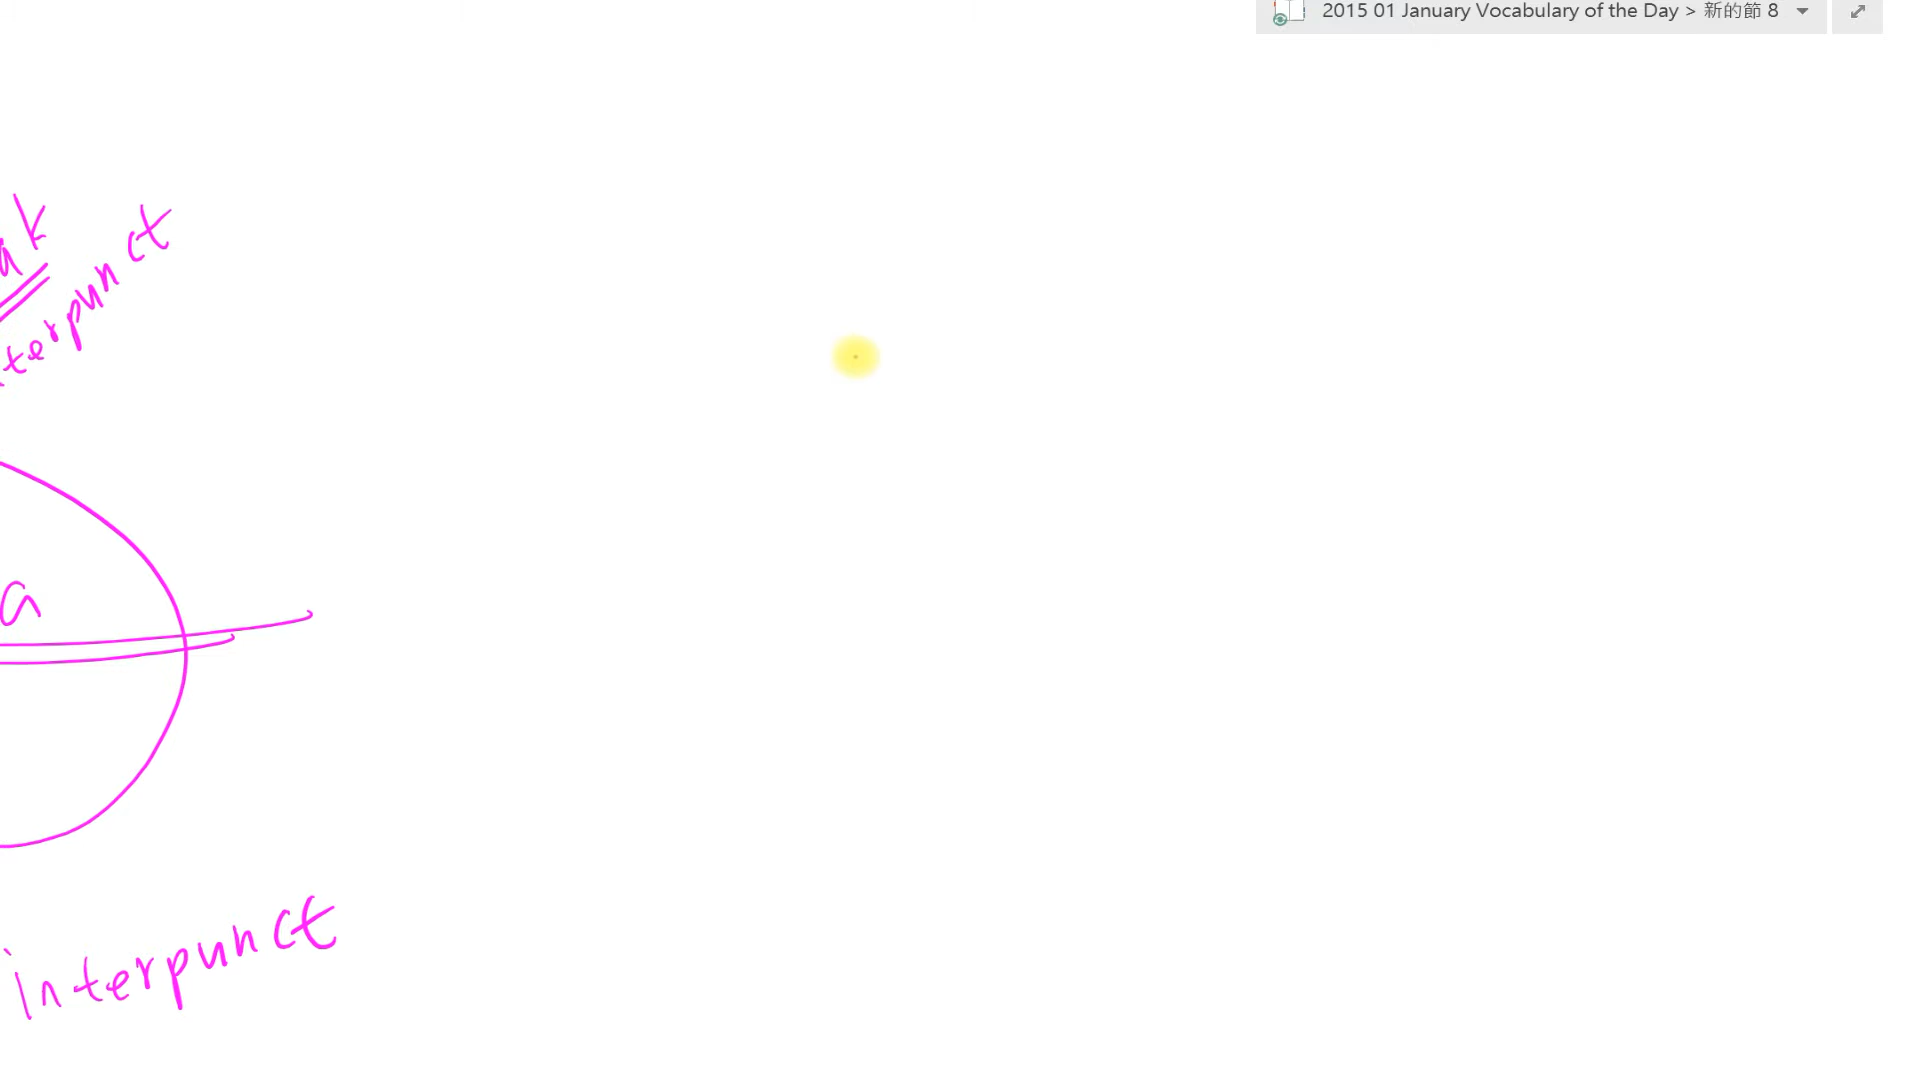 2015 01 January Vocabulary of the Day > 新的節 8
terpunct
a
interpunct